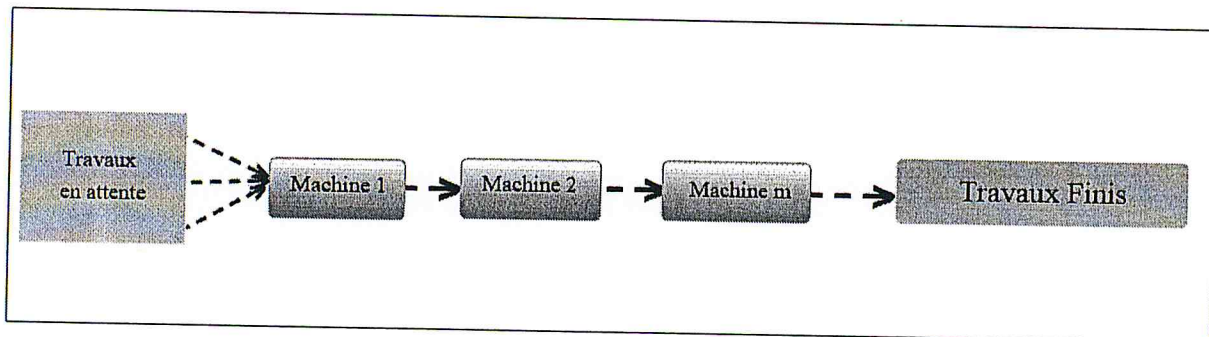 Travaux
en attente
Machine 1
Machine 2
Machine m
Travaux Finis